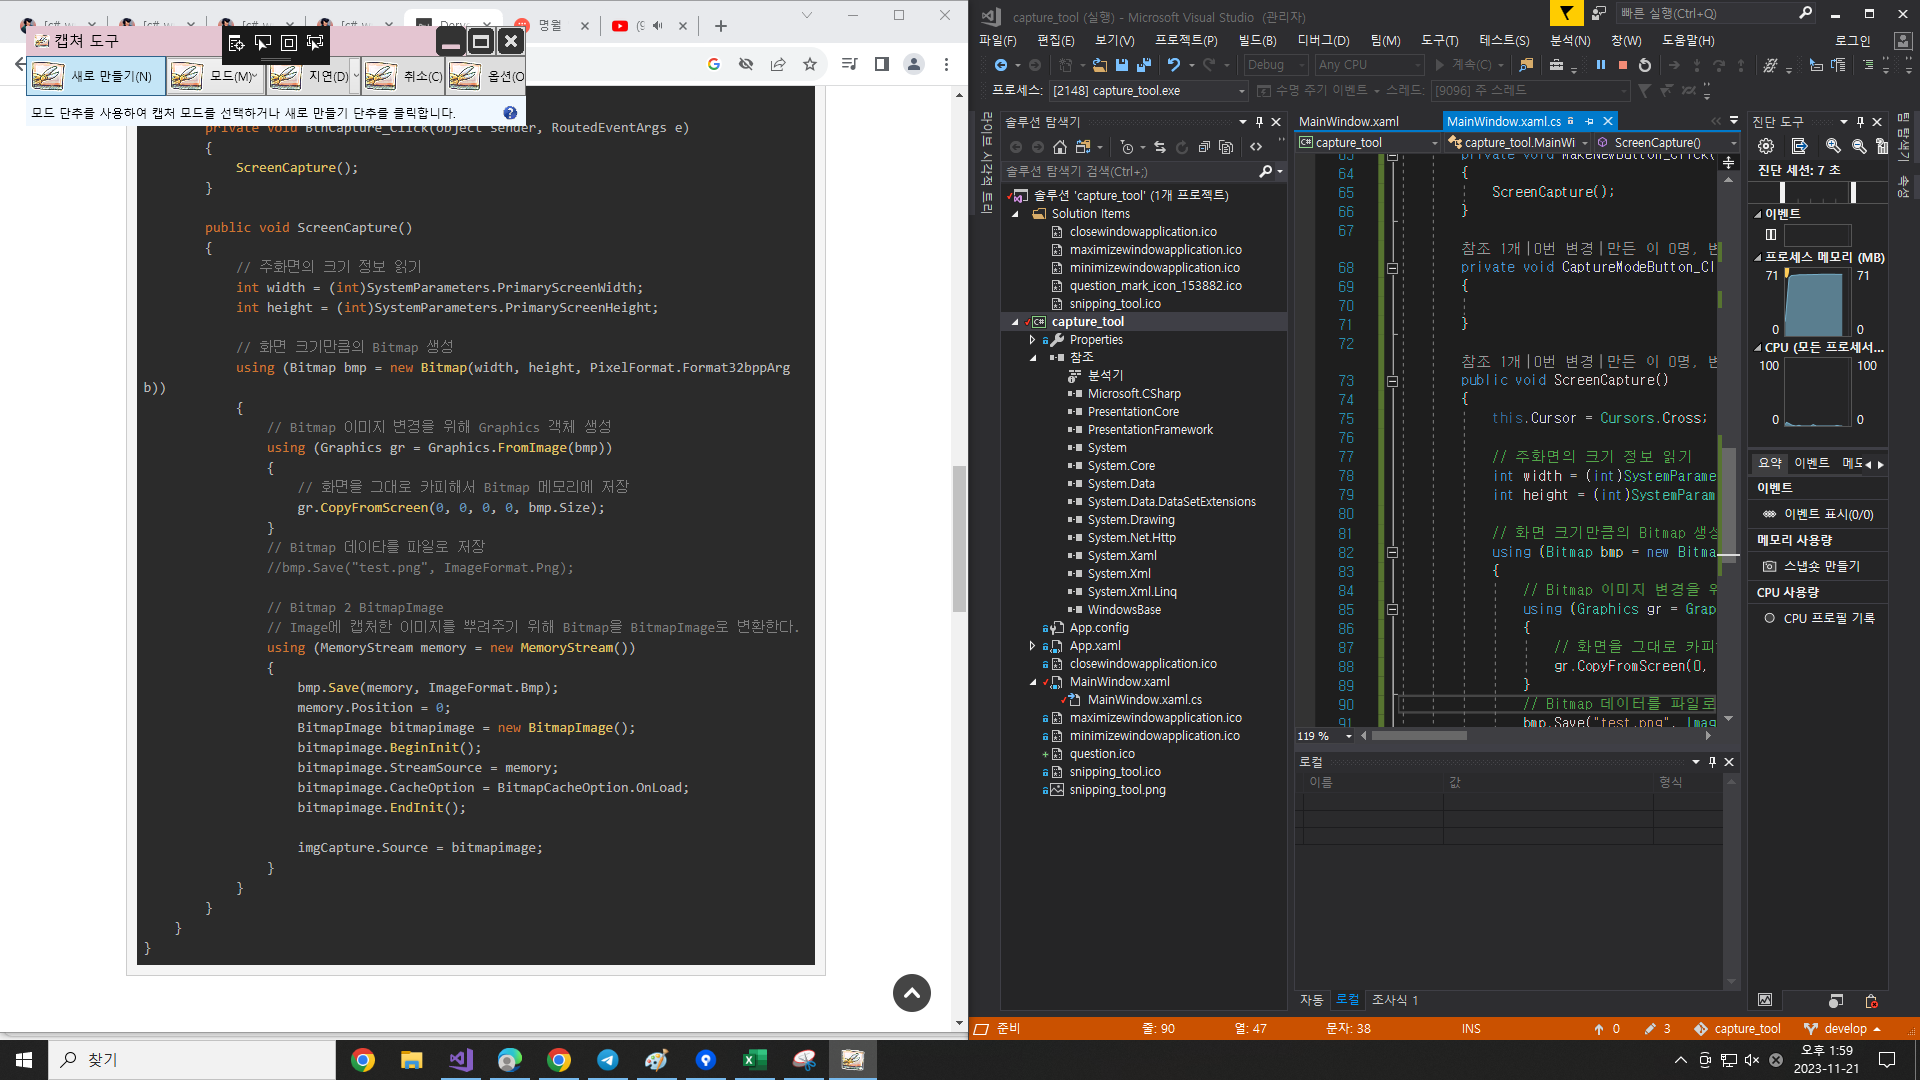 캡쳐 도구
새로 만들기(N)
모드(M)
지연(D)
취소(C)
옵션(O
모드 단추를 사용하여 캡처 모드를 선택하거나 새로 만들기 단추를 클릭합니다.
명월
private void BtnCapture_Click(object sender, RoutedEventArgs e)
{
ScreenCapture();
}
public void ScreenCapture()
{
// 주화면의 크기 정보 읽기
int width = (int)SystemParameters.PrimaryScreenWidth;
int height = (int)SystemParameters.PrimaryScreenHeight;
// 화면 크기만큼의 Bitmap 생성
using (Bitmap bmp = new Bitmap(width, height, PixelFormat.Format32bppArg
b))
{
// Bitmap 이미지 변경을 위해 Graphics 객체 생성
using (Graphics gr = Graphics.FromImage(bmp))
{
// 화면을 그대로 카피해서 Bitmap 메모리에 저장
gr.CopyFromScreen(0, 0, 0, 0, bmp.Size);
}
// Bitmap 데이타를 파일로 저장
//bmp.Save("test.png", ImageFormat.Png);
// Bitmap 2 BitmapImage
// Image에 캡처한 이미지를 뿌려주기 위해 Bitmap을 BitmapImage로 변환한다.
using (MemoryStream memory = new MemoryStream())
{
bmp.Save(memory, ImageFormat.Bmp);
memory.Position = 0;
BitmapImage bitmapimage = new BitmapImage();
bitmapimage.BeginInit();
bitmapimage.StreamSource = memory;
bitmapimage.CacheOption = BitmapCacheOption.OnLoad;
bitmapimage.EndInit();
imgCapture.Source = bitmapimage;
}
}
}
}
}
capture_tool (실행) - Microsoft Visual Studio (관리자)
빠른 실행(Ctrl+Q)
파일(F) 편집(E) 보기(V) 프로젝트(P) 빌드(B) 디버그(D) 팀(M) 도구(T) 테스트(S) 분석(N) 창(W) 도움말(H) 로그인
Debug Any CPU 계속(C)
프로세스: [2148] capture_tool.exe 수명 주기 이벤트 스레드: [9096] 주 스레드
라이브 시각적 트리
솔루션 탐색기
솔루션 탐색기 검색(Ctrl+;)
솔루션 'capture_tool' (1개 프로젝트)
Solution Items
closewindowapplication.ico
maximizewindowapplication.ico
minimizewindowapplication.ico
question_mark_icon_153882.ico
snipping_tool.ico
capture_tool
Properties
참조
분석기
Microsoft.CSharp
PresentationCore
PresentationFramework
System
System.Core
System.Data
System.Data.DataSetExtensions
System.Drawing
System.Net.Http
System.Xaml
System.Xml
System.Xml.Linq
WindowsBase
App.config
App.xaml
closewindowapplication.ico
MainWindow.xaml
MainWindow.xaml.cs
maximizewindowapplication.ico
minimizewindowapplication.ico
question.ico
snipping_tool.ico
snipping_tool.png
MainWindow.xaml MainWindow.xaml.cs
capture_tool capture_tool.MainWi ScreenCapture()
63 private void MakeNewButton_Click(
64 {
65 ScreenCapture();
66 }
67
참조 1개|0번 변경|만든 이 0명, 변
68 private void CaptureModeButton_Cl
69 {
70
71 }
72
참조 1개|0번 변경|만든 이 0명, 변
73 public void ScreenCapture()
74 {
75 this.Cursor = Cursors.Cross;
76
77 // 주화면의 크기 정보 읽기
78 int width = (int)SystemParame
79 int height = (int)SystemParam
80
81 // 화면 크기만큼의 Bitmap 생성
82 using (Bitmap bmp = new Bitma
83 {
84 // Bitmap 이미지 변경을 위
85 using (Graphics gr = Grap
86 {
87 // 화면을 그대로 카피
88 gr.CopyFromScreen(0,
89 }
90 // Bitmap 데이터를 파일로
91 bmp.Save("test.png", Imag
119 %
로컬
이름 값 형식
자동 로컬 조사식 1
진단 도구
진단 세션: 7 초
이벤트
프로세스 메모리 (MB)
71 71
0 0
CPU (모든 프로세서...
100 100
0 0
요약 이벤트 메모
이벤트
이벤트 표시(0/0)
메모리 사용량
스냅숏 만들기
CPU 사용량
CPU 프로필 기록
팀 탐색기
속성
준비 줄: 90 열: 47 문자: 38 INS 0 3 capture_tool develop
찾기
오후 1:59
2023-11-21